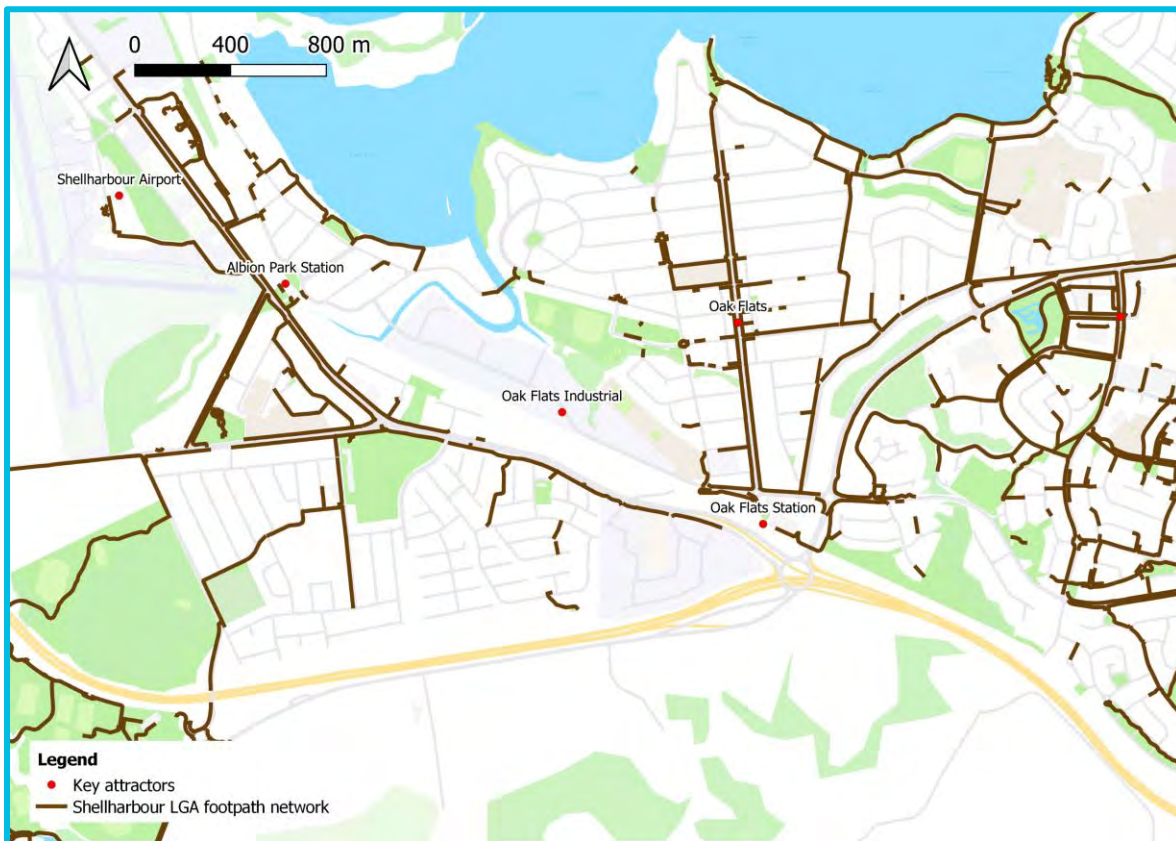 0 400 800 m
Shellharbour Airport
Albion Park Station
Oak Flats
Oak Flats Industrial
Oak Flats Station
Legend
Key attractors
Shellharbour LGA footpath network